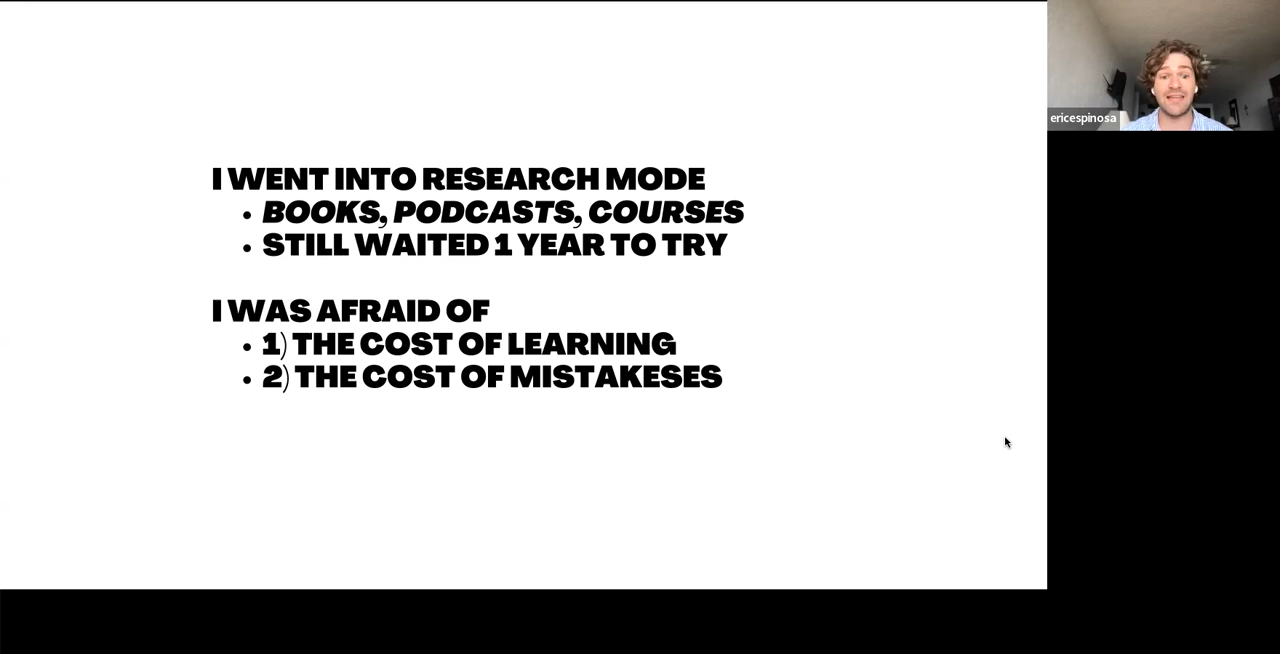 I WENT INTO RESEARCH MODE
• BOOKS, PODCASTS, COURSES
• STILL WAITED 1 YEAR TO TRY
I WAS AFRAID OF
• 1) THE COST OF LEARNING
• 2) THE COST OF MISTAKESES
ericespinosa